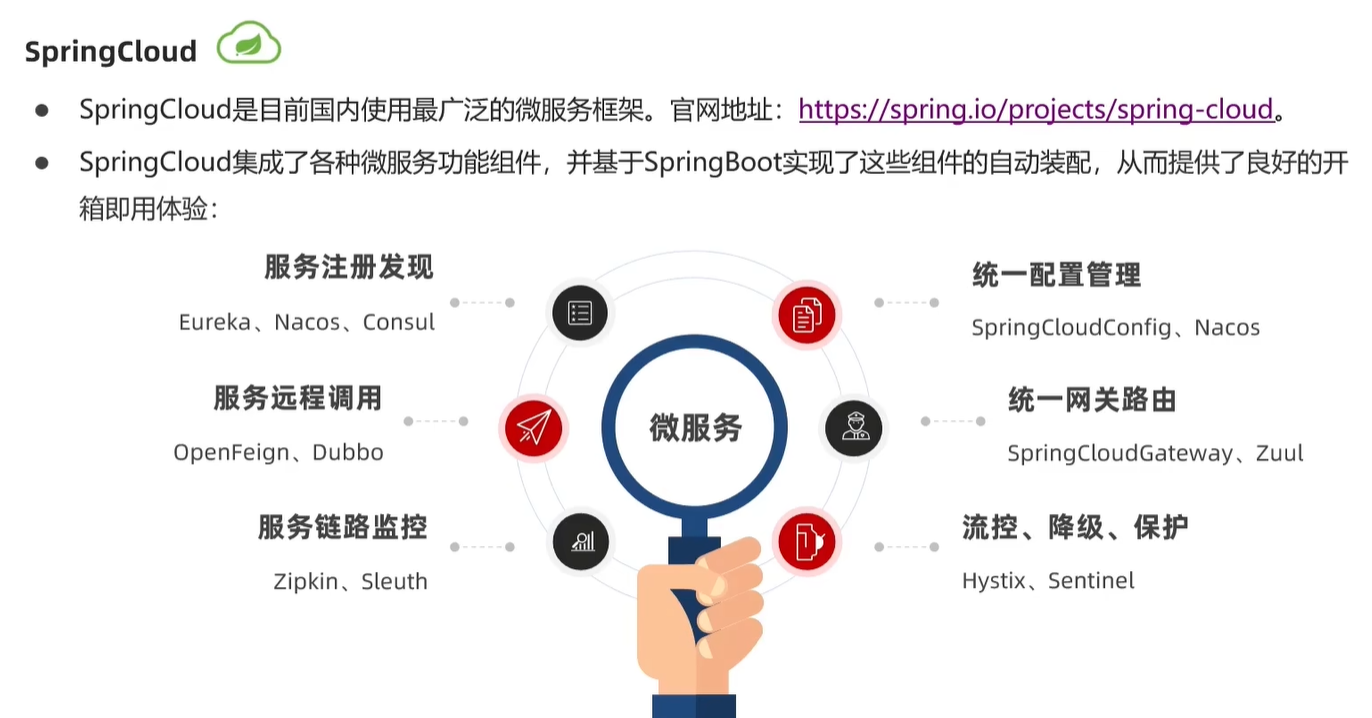 SpringCloud
● SpringCloud是目前国内使用最广泛的微服务框架。官网地址：https://spring.io/projects/spring-cloud。
● SpringCloud集成了各种微服务功能组件，并基于SpringBoot实现了这些组件的自动装配，从而提供了良好的开
箱即用体验：
服务注册发现
Eureka、Nacos、Consul
统一配置管理
SpringCloudConfig、Nacos
服务远程调用
OpenFeign、Dubbo
微服务
统一网关路由
SpringCloudGateway、Zuul
服务链路监控
Zipkin、Sleuth
流控、降级、保护
Hystix、Sentinel